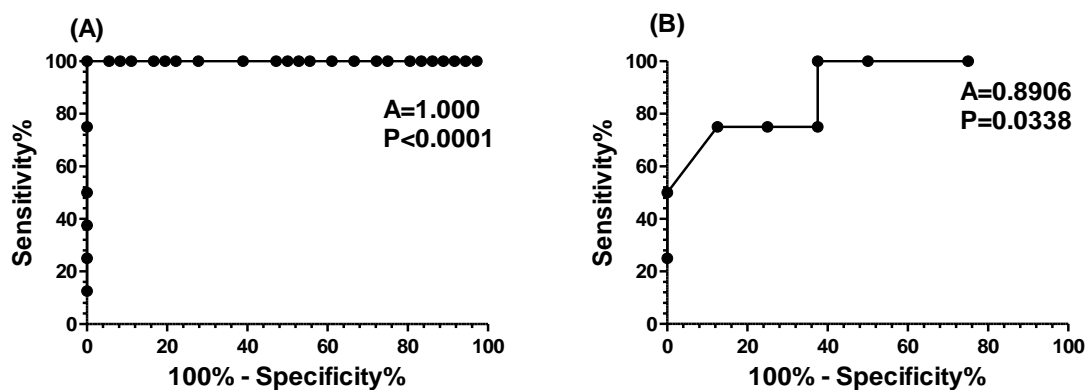 (A)
100
80
60
40
20
0
Sensitivity%
A=1.000
P<0.0001
0 20 40 60 80 100
100% - Specificity%
(B)
100
80
60
40
20
0
Sensitivity%
A=0.8906
P=0.0338
0 20 40 60 80 100
100% - Specificity%